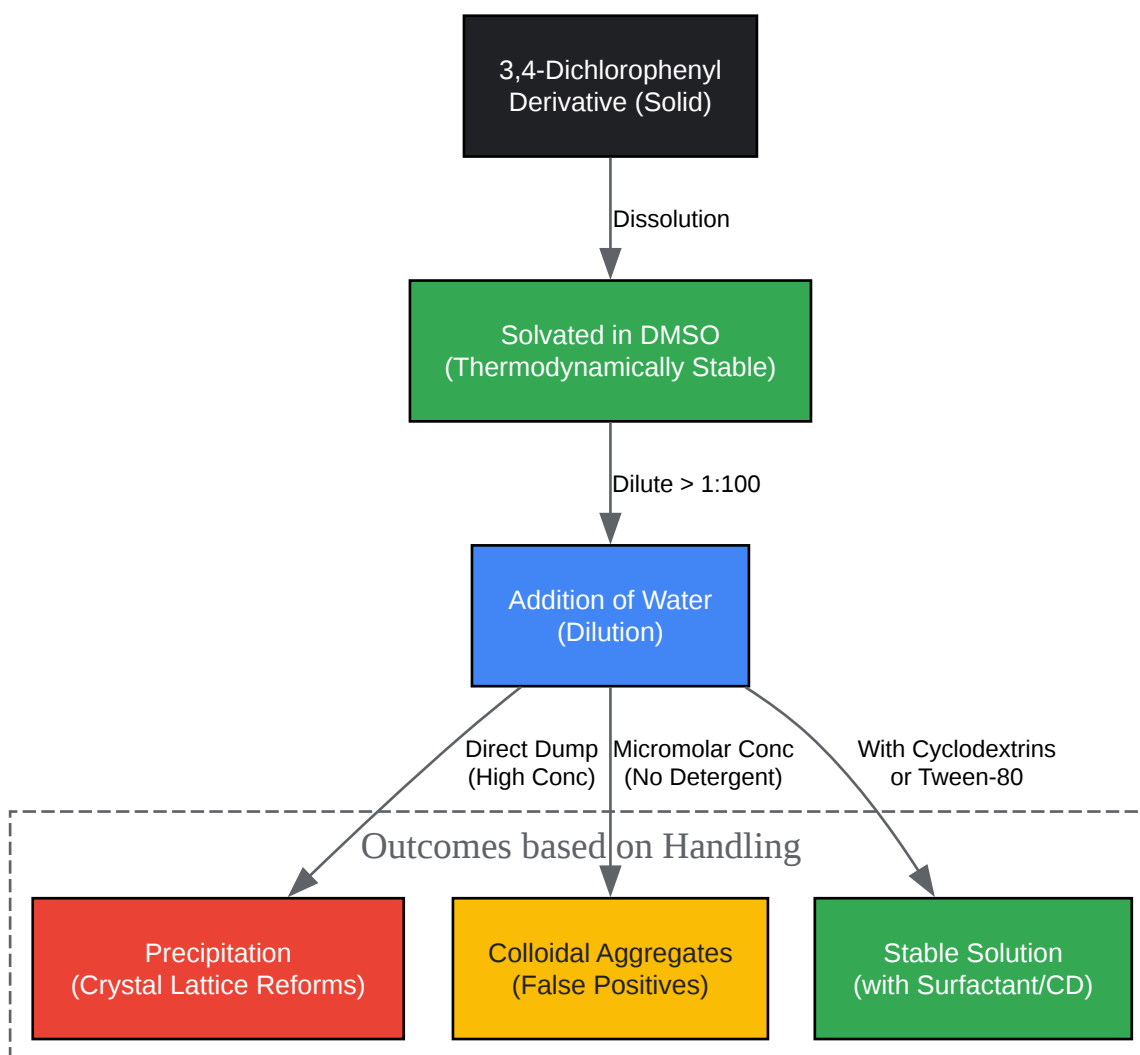 3,4-Dichlorophenyl
Derivative (Solid)
Dissolution
Solvated in DMSO
(Thermodynamically Stable)
Dilute > 1:100
Addition of Water
(Dilution)
Direct Dump
(High Conc)
Micromolar Conc
(No Detergent)
With Cyclodextrins
or Tween-80
Outcomes based on Handling
Precipitation
(Crystal Lattice Reforms)
Colloidal Aggregates
(False Positives)
Stable Solution
(with Surfactant/CD)